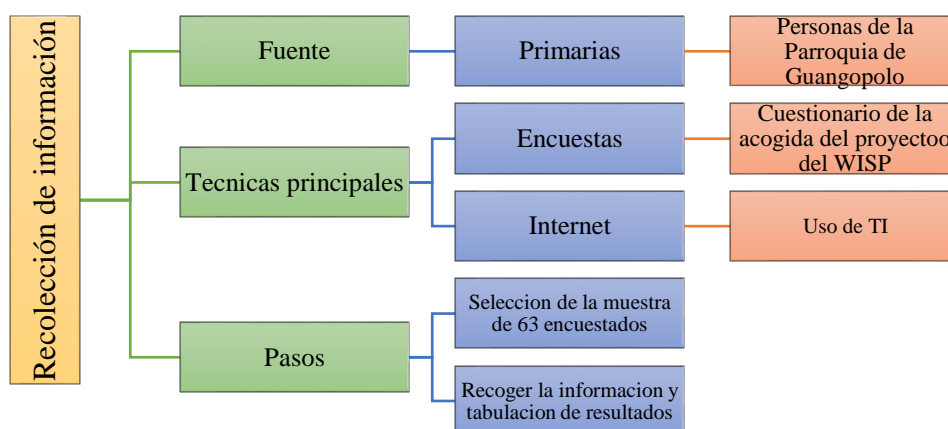 Recolección de información
Fuente
Primarias
Personas de la
Parroquia de
Guangopolo
Tecnicas principales
Encuestas
Cuestionario de la
acogida del proyectoo
del WISP
Internet
Uso de TI
Pasos
Seleccion de la muestra
de 63 encuestados
Recoger la informacion y
tabulacion de resultados